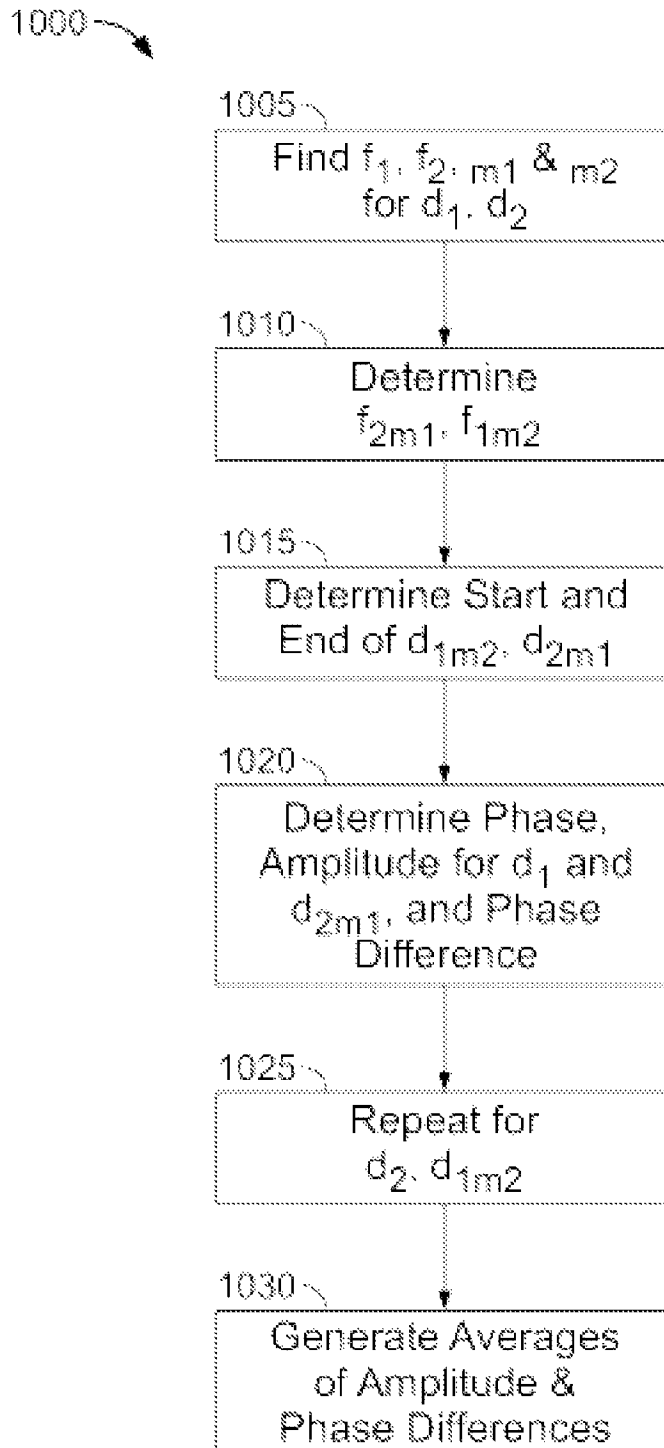 1000
1005
Find f₁, f₂, m1 & m2
for d₁, d₂
1010
Determine
f₂ₘ₁, f₁ₘ₂
1015
Determine Start and
End of d₁ₘ₂, d₂ₘ₁
1020
Determine Phase,
Amplitude for d₁ and
d₂ₘ₁, and Phase
Difference
1025
Repeat for
d₂, d₁ₘ₂
1030
Generate Averages
of Amplitude &
Phase Differences